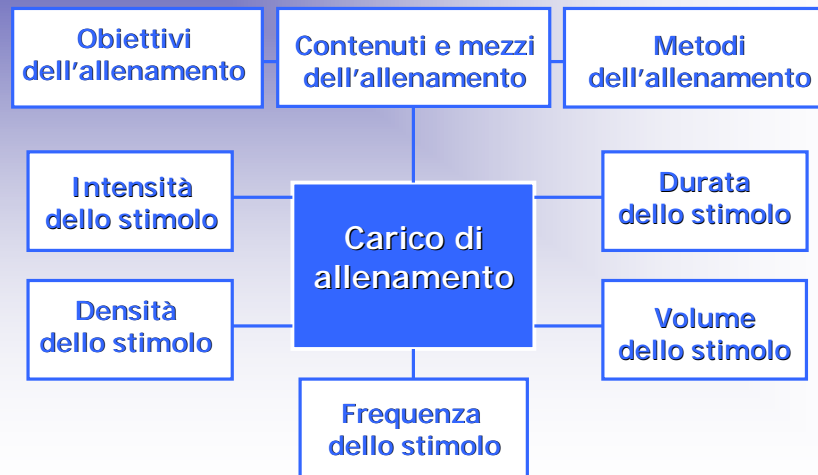 Obiettivi
dell'allenamento
Contenuti e mezzi
dell'allenamento
Metodi
dell'allenamento
Intensità
dello stimolo
Durata
dello stimolo
Carico di
allenamento
Densità
dello stimolo
Volume
dello stimolo
Frequenza
dello stimolo